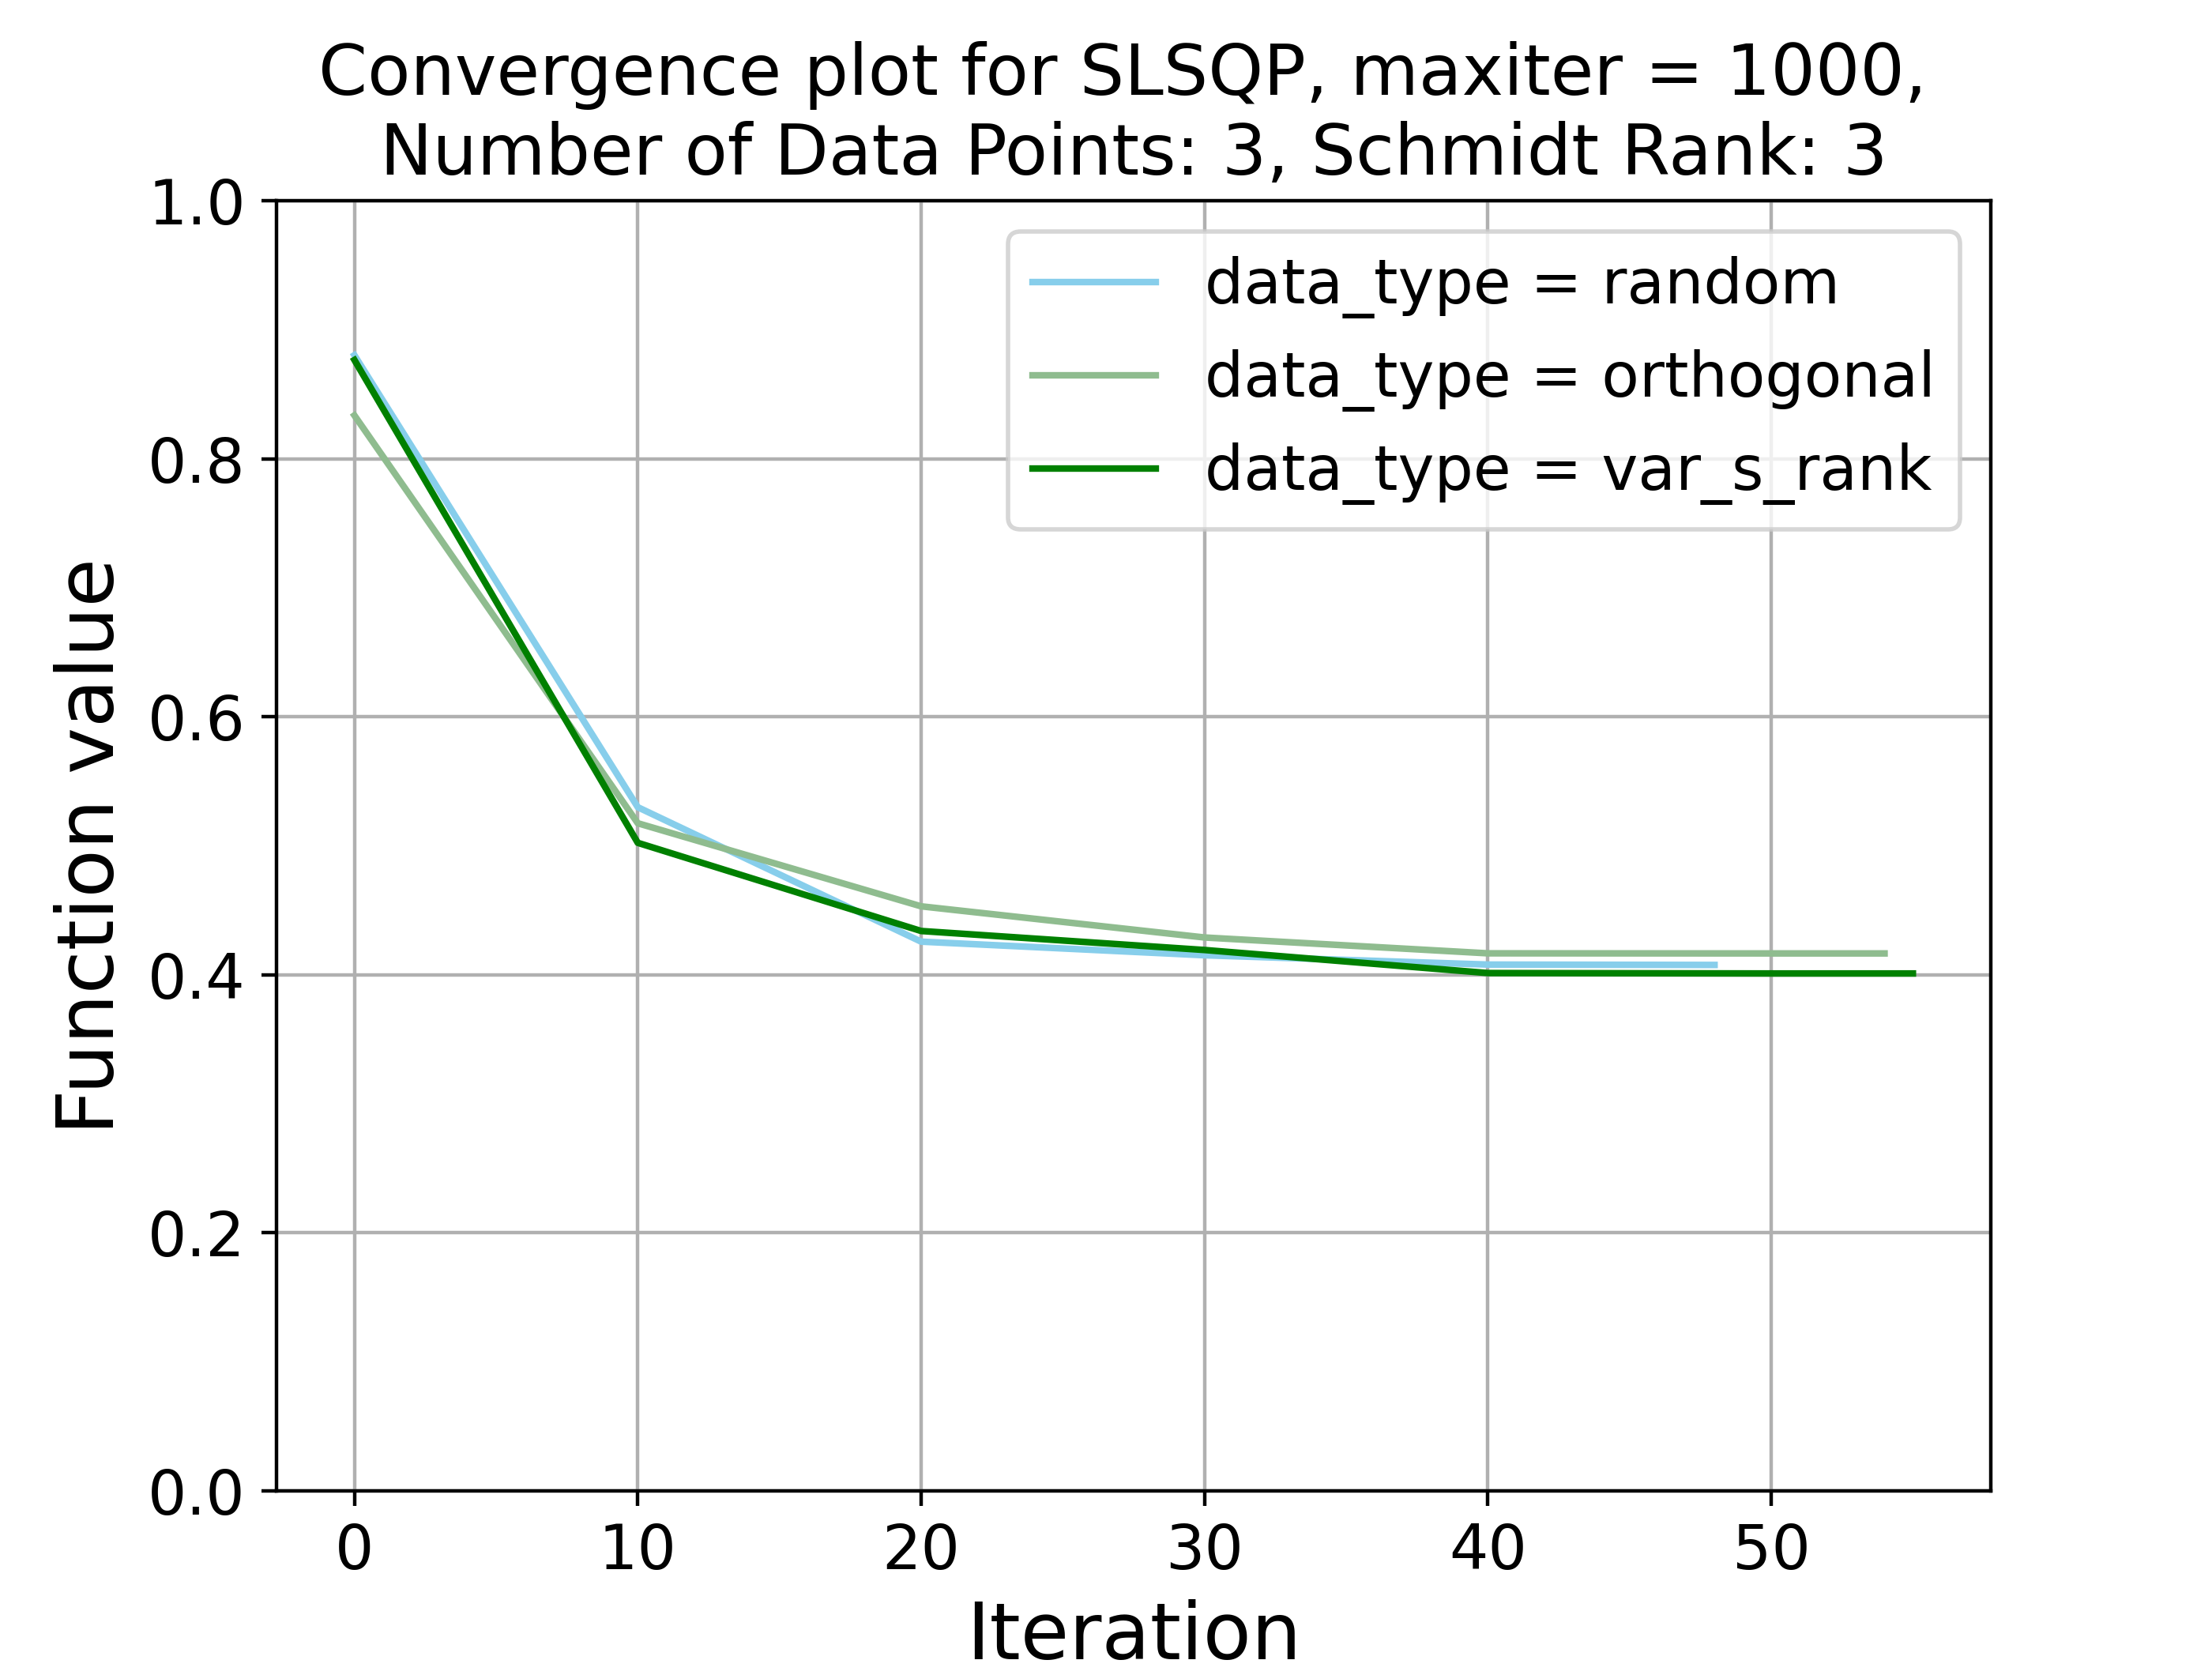 Convergence plot for SLSQP, maxiter = 1000,
Number of Data Points: 3, Schmidt Rank: 3
data_type = random
data_type = orthogonal
data_type = var_s_rank
Function value
1.0
0.8
0.6
0.4
0.2
0.0
0 10 20 30 40 50
Iteration